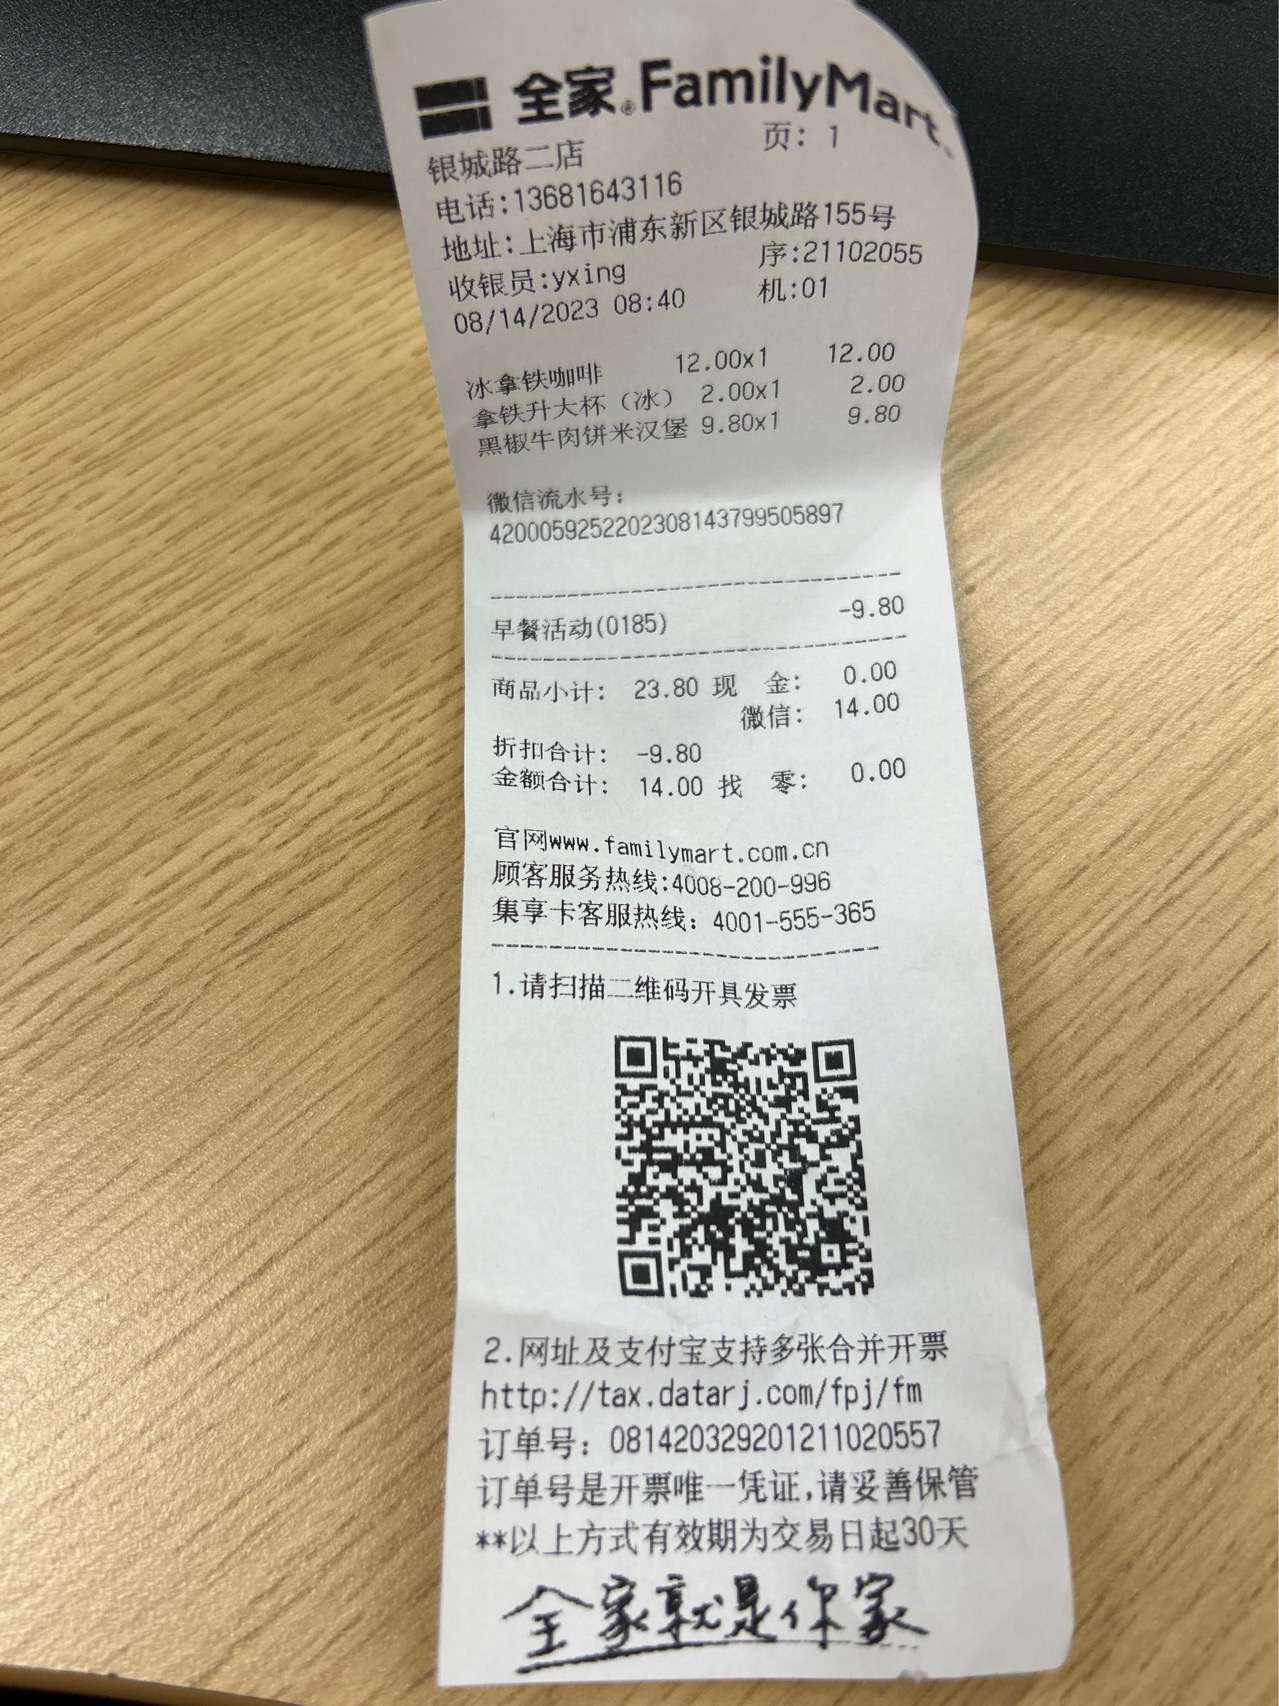 全家®FamilyMart
页: 1
银城路二店
电话:13681643116
地址:上海市浦东新区银城路155号
收银员:yxing 序:21102055
08/14/2023 08:40 机:01
冰拿铁咖啡 12.00x1 12.00
拿铁升大杯（冰） 2.00x1 2.00
黑椒牛肉饼米汉堡 9.80x1 9.80
微信流水号:
4200059252202308143799505897
早餐活动(0185) -9.80
商品小计: 23.80 现 金: 0.00
微信: 14.00
折扣合计: -9.80
金额合计: 14.00 找 零: 0.00
官网www.familymart.com.cn
顾客服务热线:4008-200-996
集享卡客服热线: 4001-555-365
1.请扫描二维码开具发票
2.网址及支付宝支持多张合并开票
http://tax.datarj.com/fpj/fm
订单号: 081420329201211020557
订单号是开票唯一凭证,请妥善保管
**以上方式有效期为交易日起30天
全家就是你家